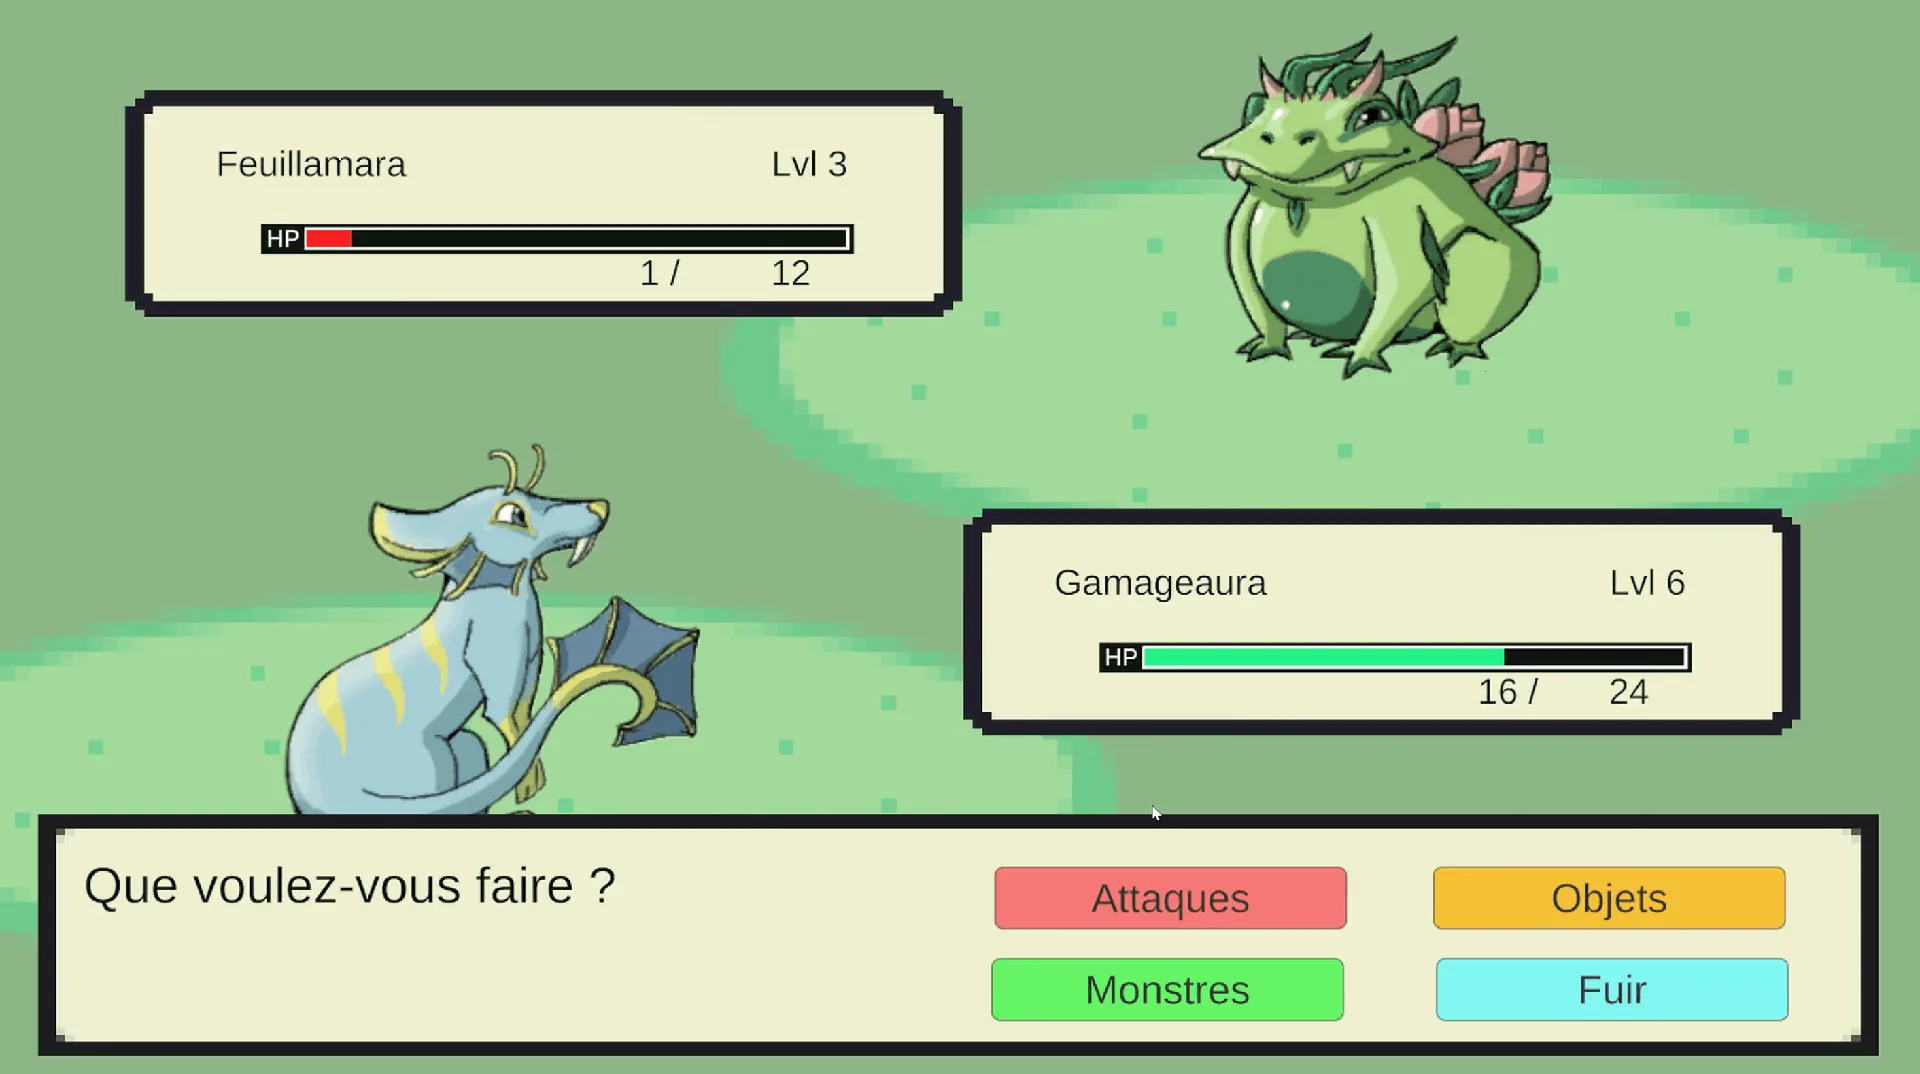 Feuillamara Lvl 3
HP
1 / 12
Gamageaura Lvl 6
HP
16 / 24
Que voulez-vous faire ?
Attaques Objets
Monstres Fuir